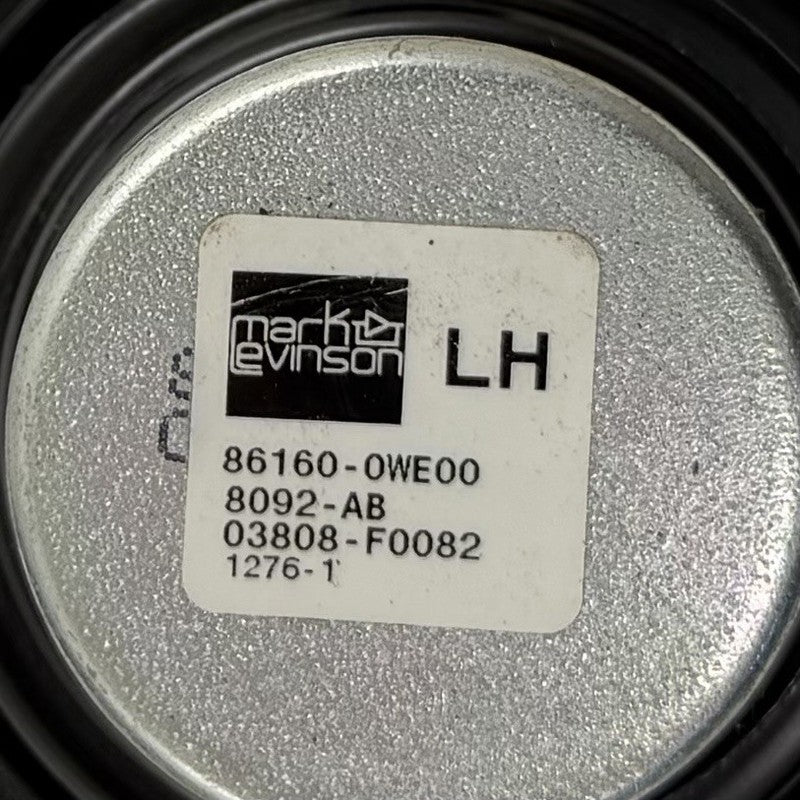 mark
Levinson
LH
86160-0WE00
8092-AB
03808-F0082
1276-1